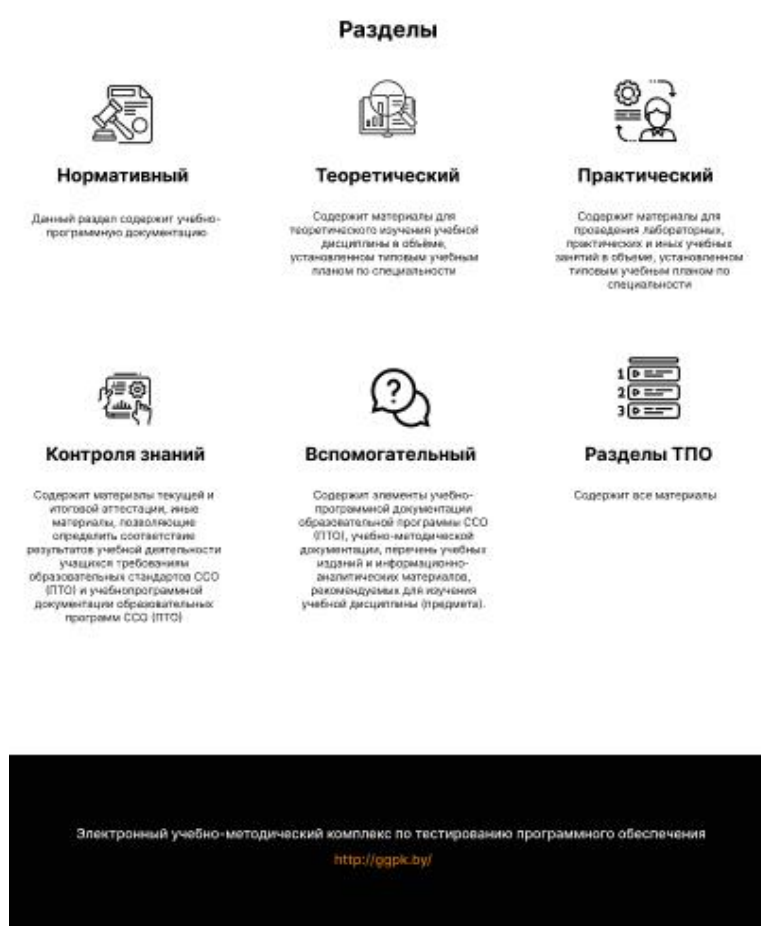 Разделы
Нормативный
Данный раздел содержит учебно-
программную документацию
Теоретический
Содержит материалы для
теоретического изучения учебной
дисциплины в объёме,
установленном типовым учебным
планом по специальности
Практический
Содержит материалы для
проведения лабораторных,
практических и иных учебных
занятий в объеме, установленном
типовым учебным планом по
специальности
Контроля знаний
Содержит материалы текущей и
итоговой аттестации, иные
материалы, позволяющие
определить соответствие
результатов учебной деятельности
учащихся требованиям
образовательных стандартов ССО
(ПТО) и учебнопрограммной
документации образовательных
программ ССО (ПТО)
Вспомогательный
Содержит элементы учебно-
программной документации
образовательной программы ССО
(ПТО), учебно-методической
документации, перечень учебных
изданий и информационно-
аналитических материалов,
рекомендуемых для изучения
учебной дисциплины (предмета).
1
2
3
Разделы ТПО
Содержит все материалы
Электронный учебно-методический комплекс по тестированию программного обеспечения
http://ggpk.by/